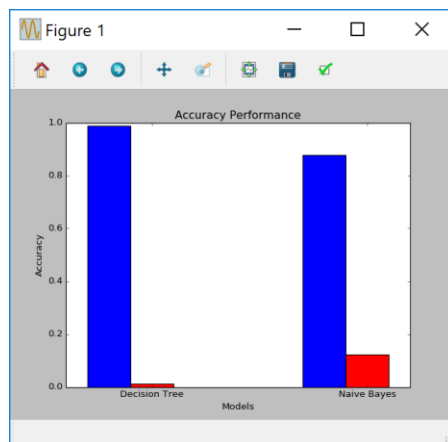 Figure 1
Accuracy Performance
1.0
0.8
0.6
0.4
0.2
0.0
Accuracy
Decision Tree
Naive Bayes
Models